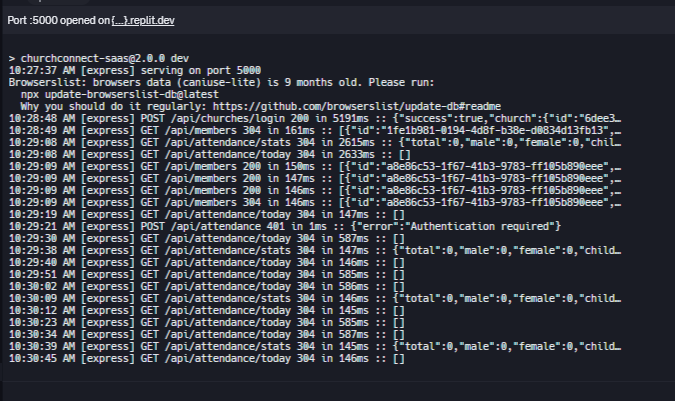 Port :5000 opened on {...}.replit.dev
> churchconnect-saas@2.0.0 dev
10:27:37 AM [express] serving on port 5000
Browserslist: browsers data (caniuse-lite) is 9 months old. Please run:
  npx update-browserslist-db@latest
  Why you should do it regularly: https://github.com/browserslist/update-db#readme
10:28:48 AM [express] POST /api/churches/login 200 in 5191ms :: {"success":true,"church":{"id":"6dee3…
10:28:49 AM [express] GET /api/members 304 in 161ms :: [{"id":"1fe1b981-0194-4d8f-b38e-d0834d13fb13",…
10:29:08 AM [express] GET /api/attendance/stats 304 in 2615ms :: {"total":0,"male":0,"female":0,"chil…
10:29:08 AM [express] GET /api/attendance/today 304 in 2633ms :: []
10:29:09 AM [express] GET /api/members 200 in 150ms :: [{"id":"a8e86c53-1f67-41b3-9783-ff105b890eee",…
10:29:09 AM [express] GET /api/members 200 in 147ms :: [{"id":"a8e86c53-1f67-41b3-9783-ff105b890eee",…
10:29:09 AM [express] GET /api/members 200 in 146ms :: [{"id":"a8e86c53-1f67-41b3-9783-ff105b890eee",…
10:29:09 AM [express] GET /api/members 304 in 146ms :: [{"id":"a8e86c53-1f67-41b3-9783-ff105b890eee",…
10:29:19 AM [express] GET /api/attendance/today 304 in 147ms :: []
10:29:21 AM [express] POST /api/attendance 401 in 1ms :: {"error":"Authentication required"}
10:29:30 AM [express] GET /api/attendance/today 304 in 587ms :: []
10:29:38 AM [express] GET /api/attendance/stats 304 in 147ms :: {"total":0,"male":0,"female":0,"child…
10:29:40 AM [express] GET /api/attendance/today 304 in 146ms :: []
10:29:51 AM [express] GET /api/attendance/today 304 in 585ms :: []
10:30:02 AM [express] GET /api/attendance/today 304 in 586ms :: []
10:30:09 AM [express] GET /api/attendance/stats 304 in 146ms :: {"total":0,"male":0,"female":0,"child…
10:30:12 AM [express] GET /api/attendance/today 304 in 145ms :: []
10:30:23 AM [express] GET /api/attendance/today 304 in 585ms :: []
10:30:34 AM [express] GET /api/attendance/today 304 in 587ms :: []
10:30:39 AM [express] GET /api/attendance/stats 304 in 145ms :: {"total":0,"male":0,"female":0,"child…
10:30:45 AM [express] GET /api/attendance/today 304 in 146ms :: []